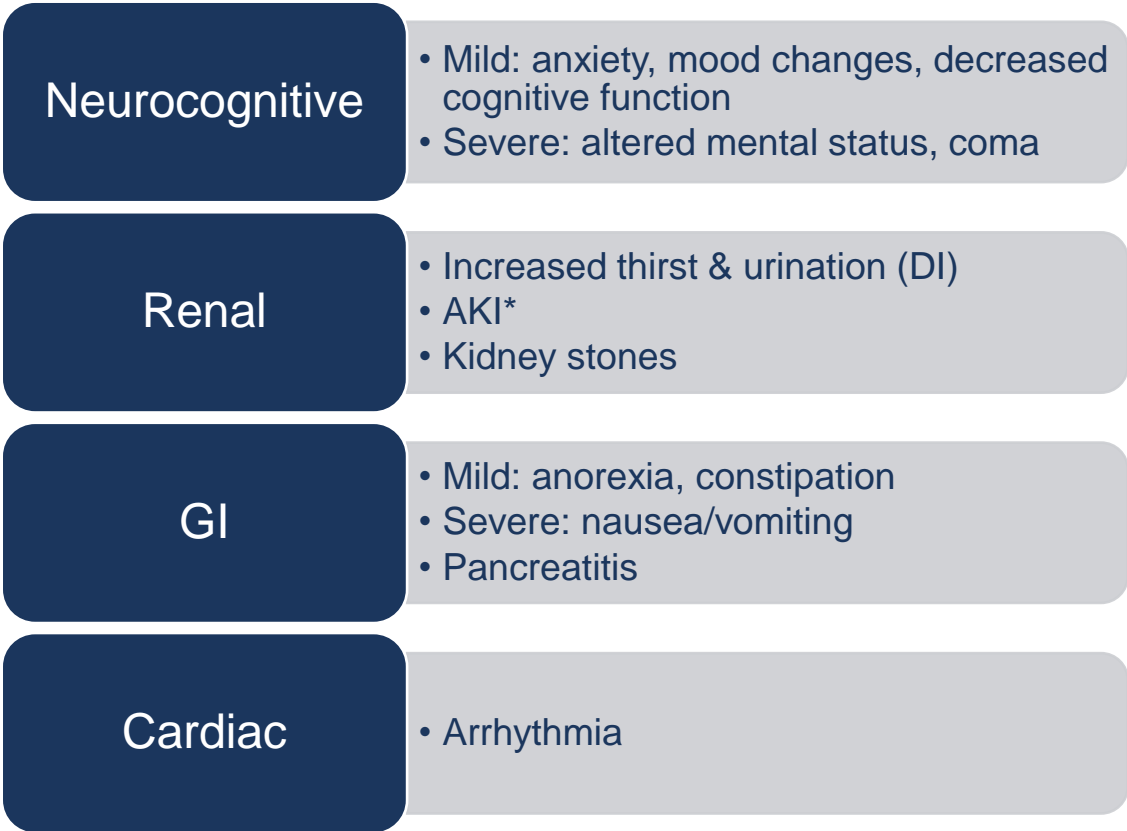 Neurocognitive
• Mild: anxiety, mood changes, decreased
cognitive function
• Severe: altered mental status, coma
Renal
• Increased thirst & urination (DI)
• AKI*
• Kidney stones
GI
• Mild: anorexia, constipation
• Severe: nausea/vomiting
• Pancreatitis
Cardiac
• Arrhythmia